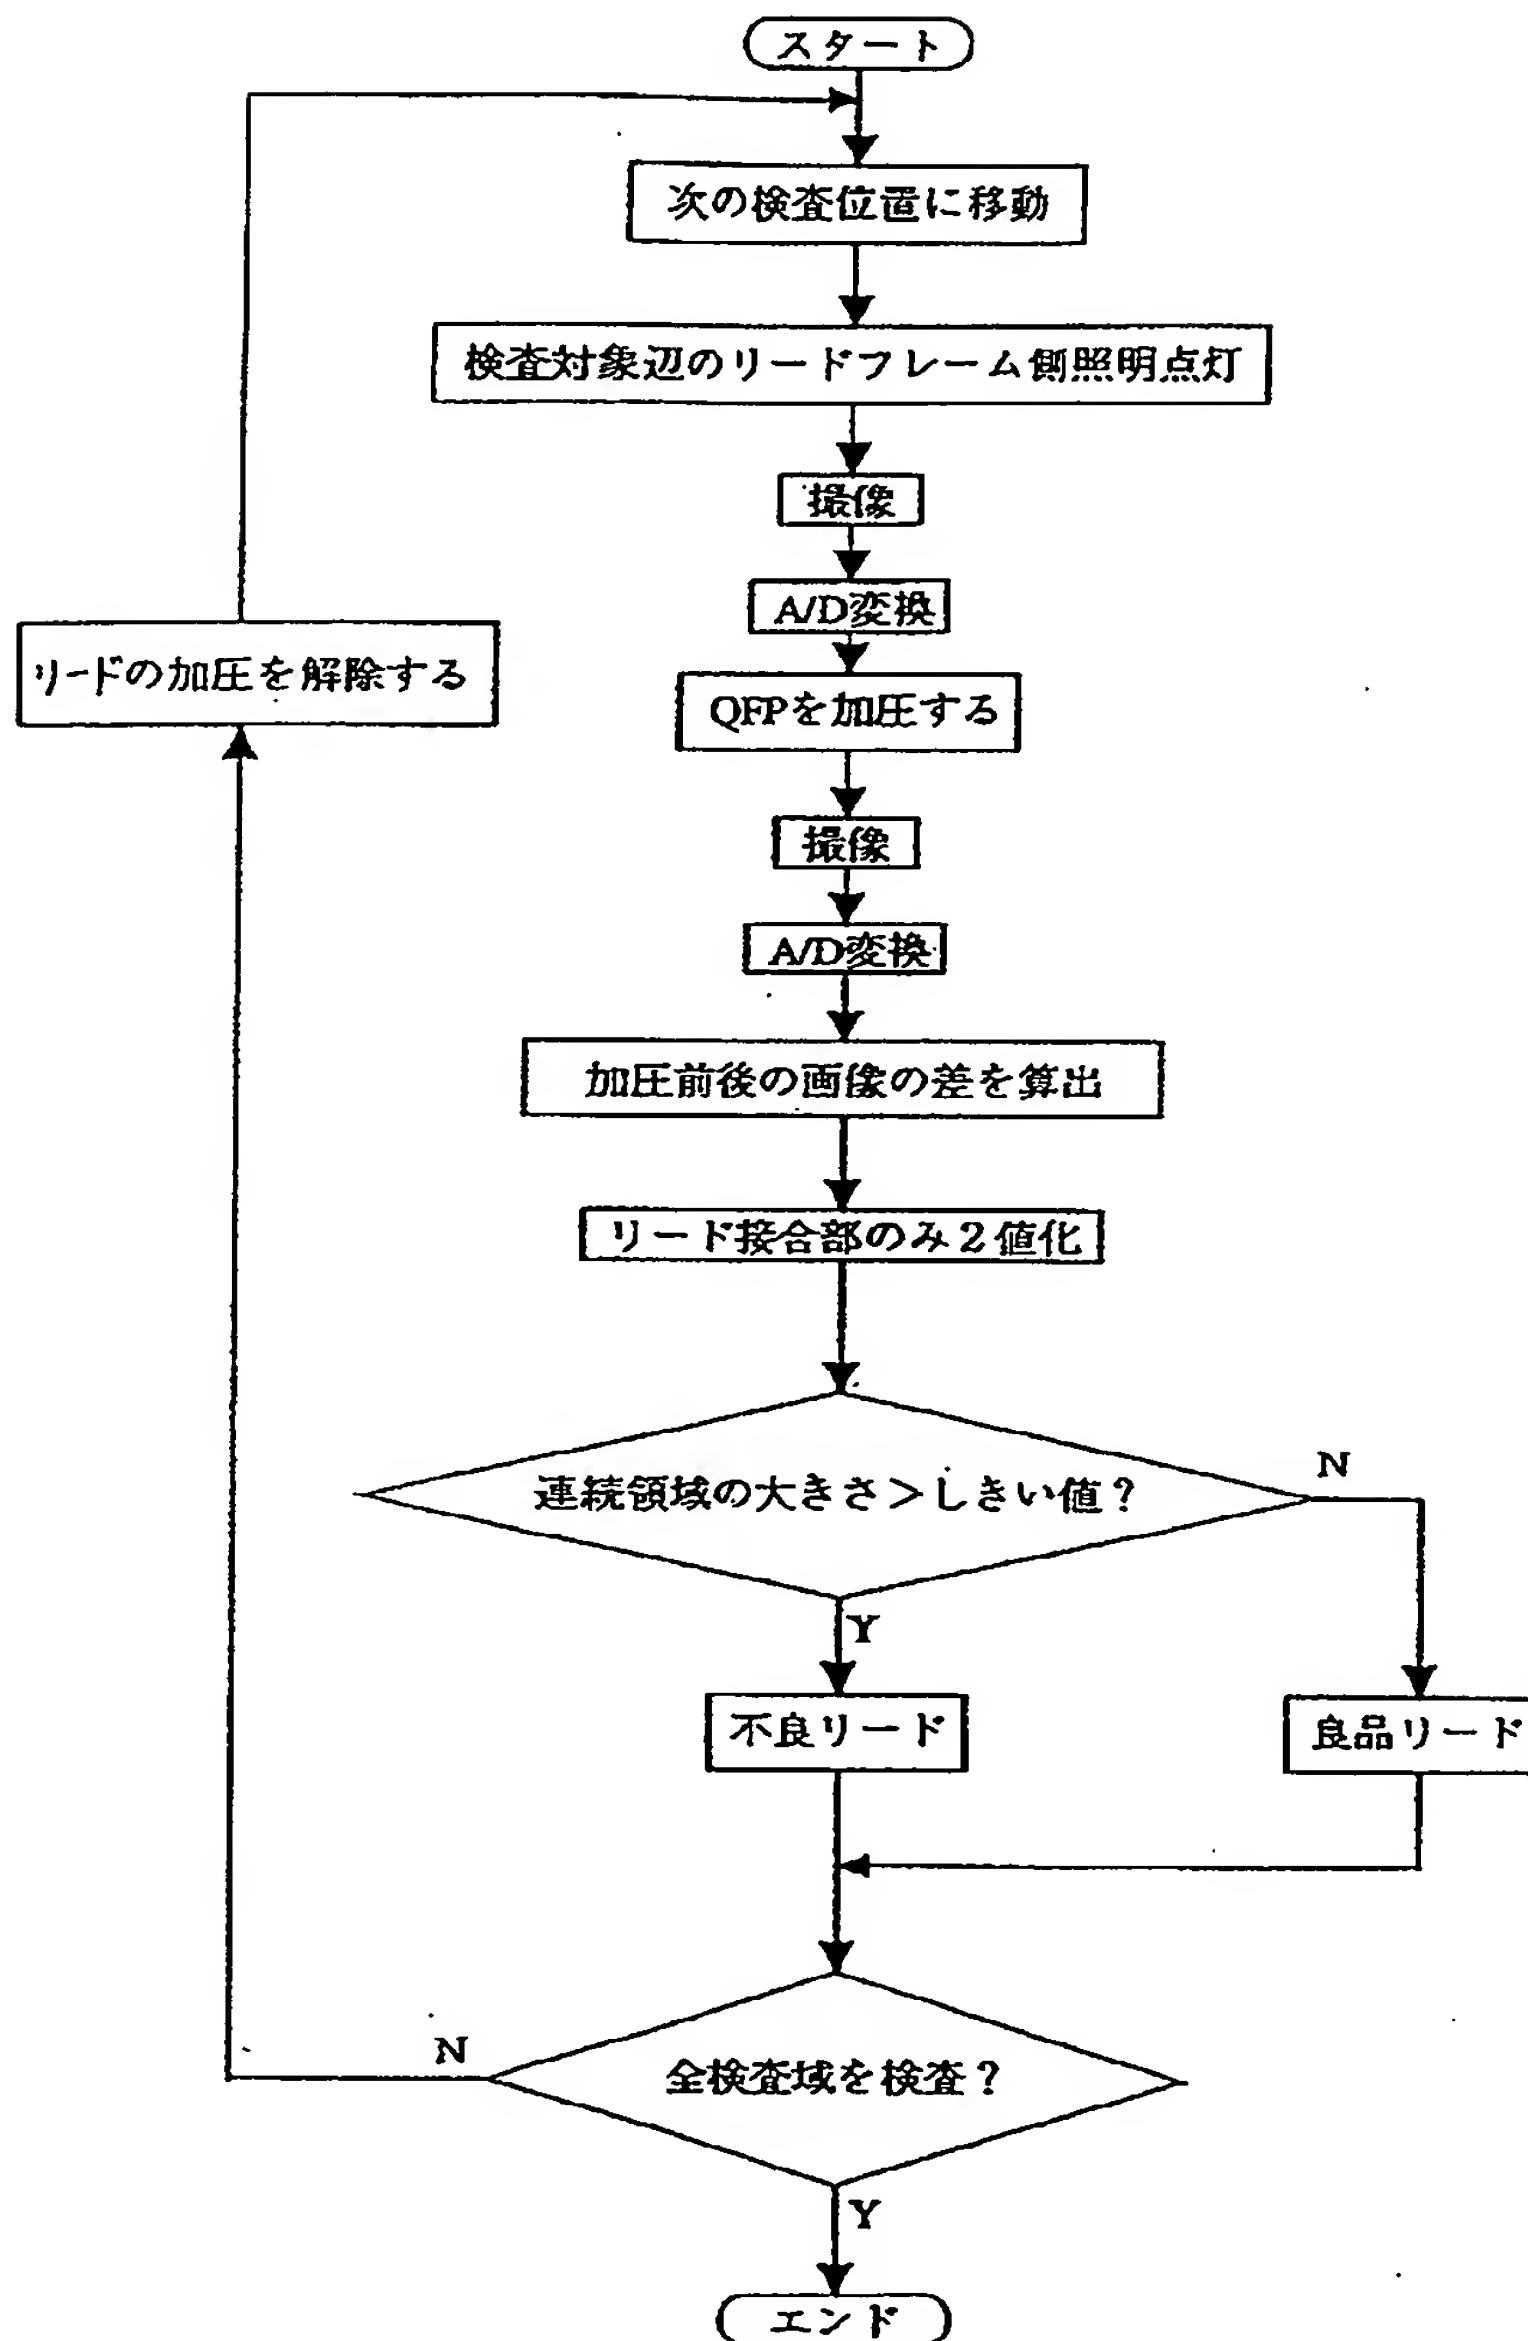 スタート
次の検査位置に移動
検査対象辺のリードフレーム側照明点灯
撮像
A/D変換
リードの加圧を解除する
QFPを加圧する
撮像
A/D変換
加圧前後の画像の差を算出
リード接合部のみ2値化
連続領域の大きさ>しきい値?
N
Y
不良リード
良品リード
N
全検査域を検査?
Y
エンド